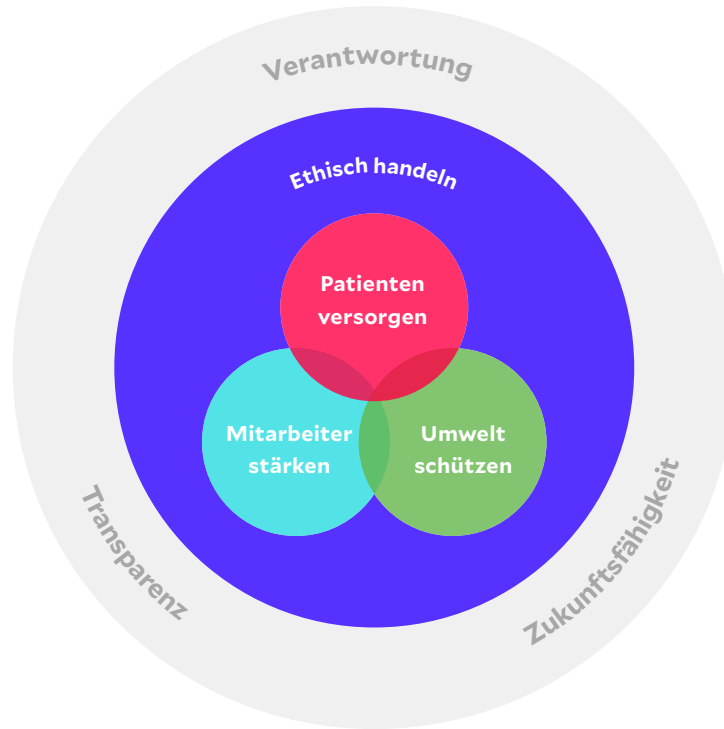 Verantwortung
Ethisch handeln
Patienten
versorgen
Mitarbeiter
stärken
Umwelt
schützen
Transparenz
Zukunftsfähigkeit